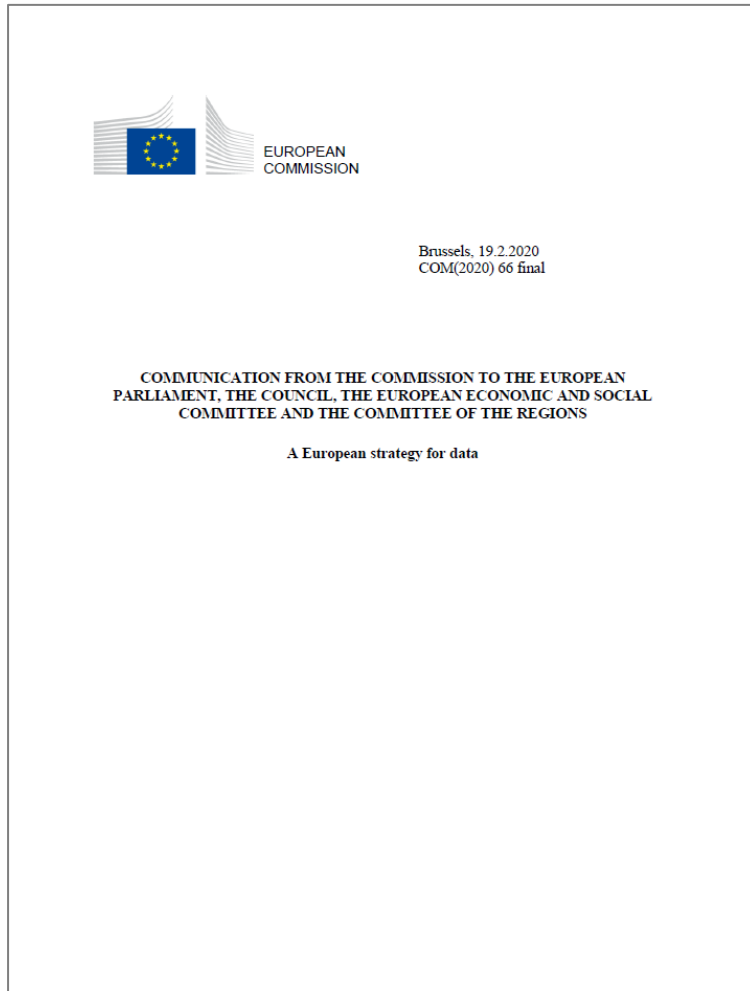 EUROPEAN
COMMISSION
Brussels, 19.2.2020
COM(2020) 66 final
COMMUNICATION FROM THE COMMISSION TO THE EUROPEAN
PARLIAMENT, THE COUNCIL, THE EUROPEAN ECONOMIC AND SOCIAL
COMMITTEE AND THE COMMITTEE OF THE REGIONS
A European strategy for data